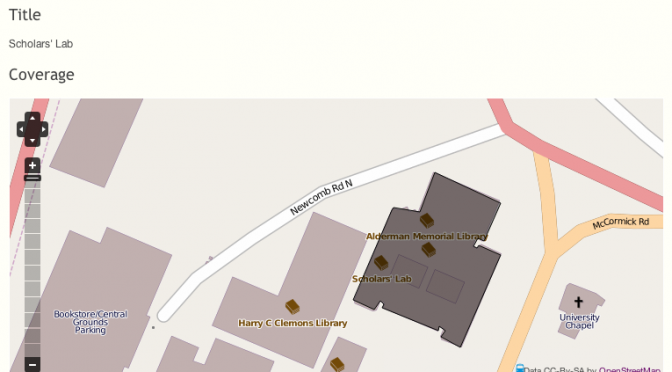 Title
Scholars' Lab
Coverage
Newcomb Rd N
McCormick Rd
Alderman Memorial Library
Scholars' Lab
Bookstore/Central
Grounds
Parking
Harry C Clemons Library
University
Chapel
Data CC-By-SA by OpenStreetMap